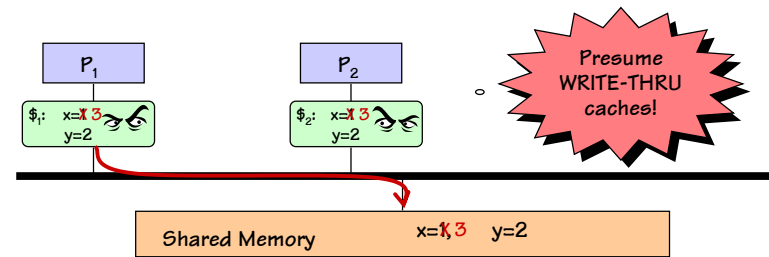 P1
P2
Presume
WRITE-THRU
caches!
$1: x=1 3
y=2
$2: x=1 3
y=2
Shared Memory x=1, 3 y=2